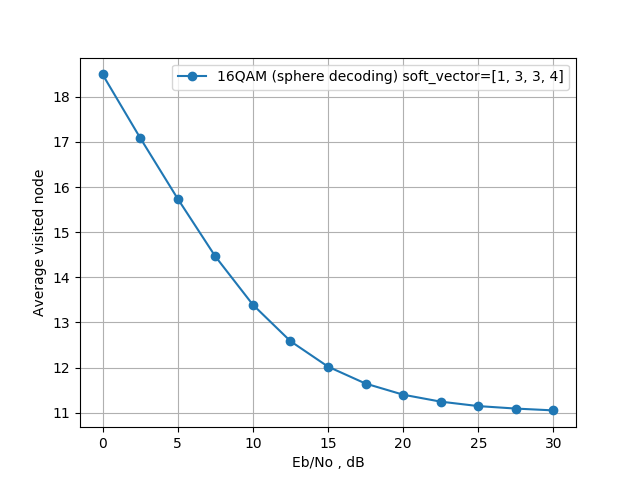 16QAM (sphere decoding) soft_vector=[1, 3, 3, 4]
18
17
16
15
14
13
12
11
Average visited node
0 5 10 15 20 25 30
Eb/No , dB